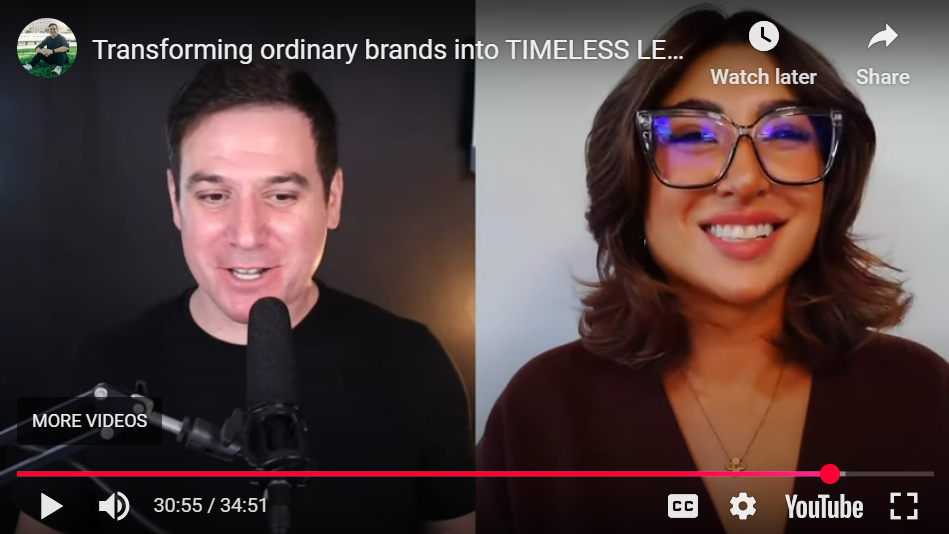 Transforming ordinary brands into TIMELESS LE...
Watch later
Share
MORE VIDEOS
30:55 / 34:51
CC
YouTube